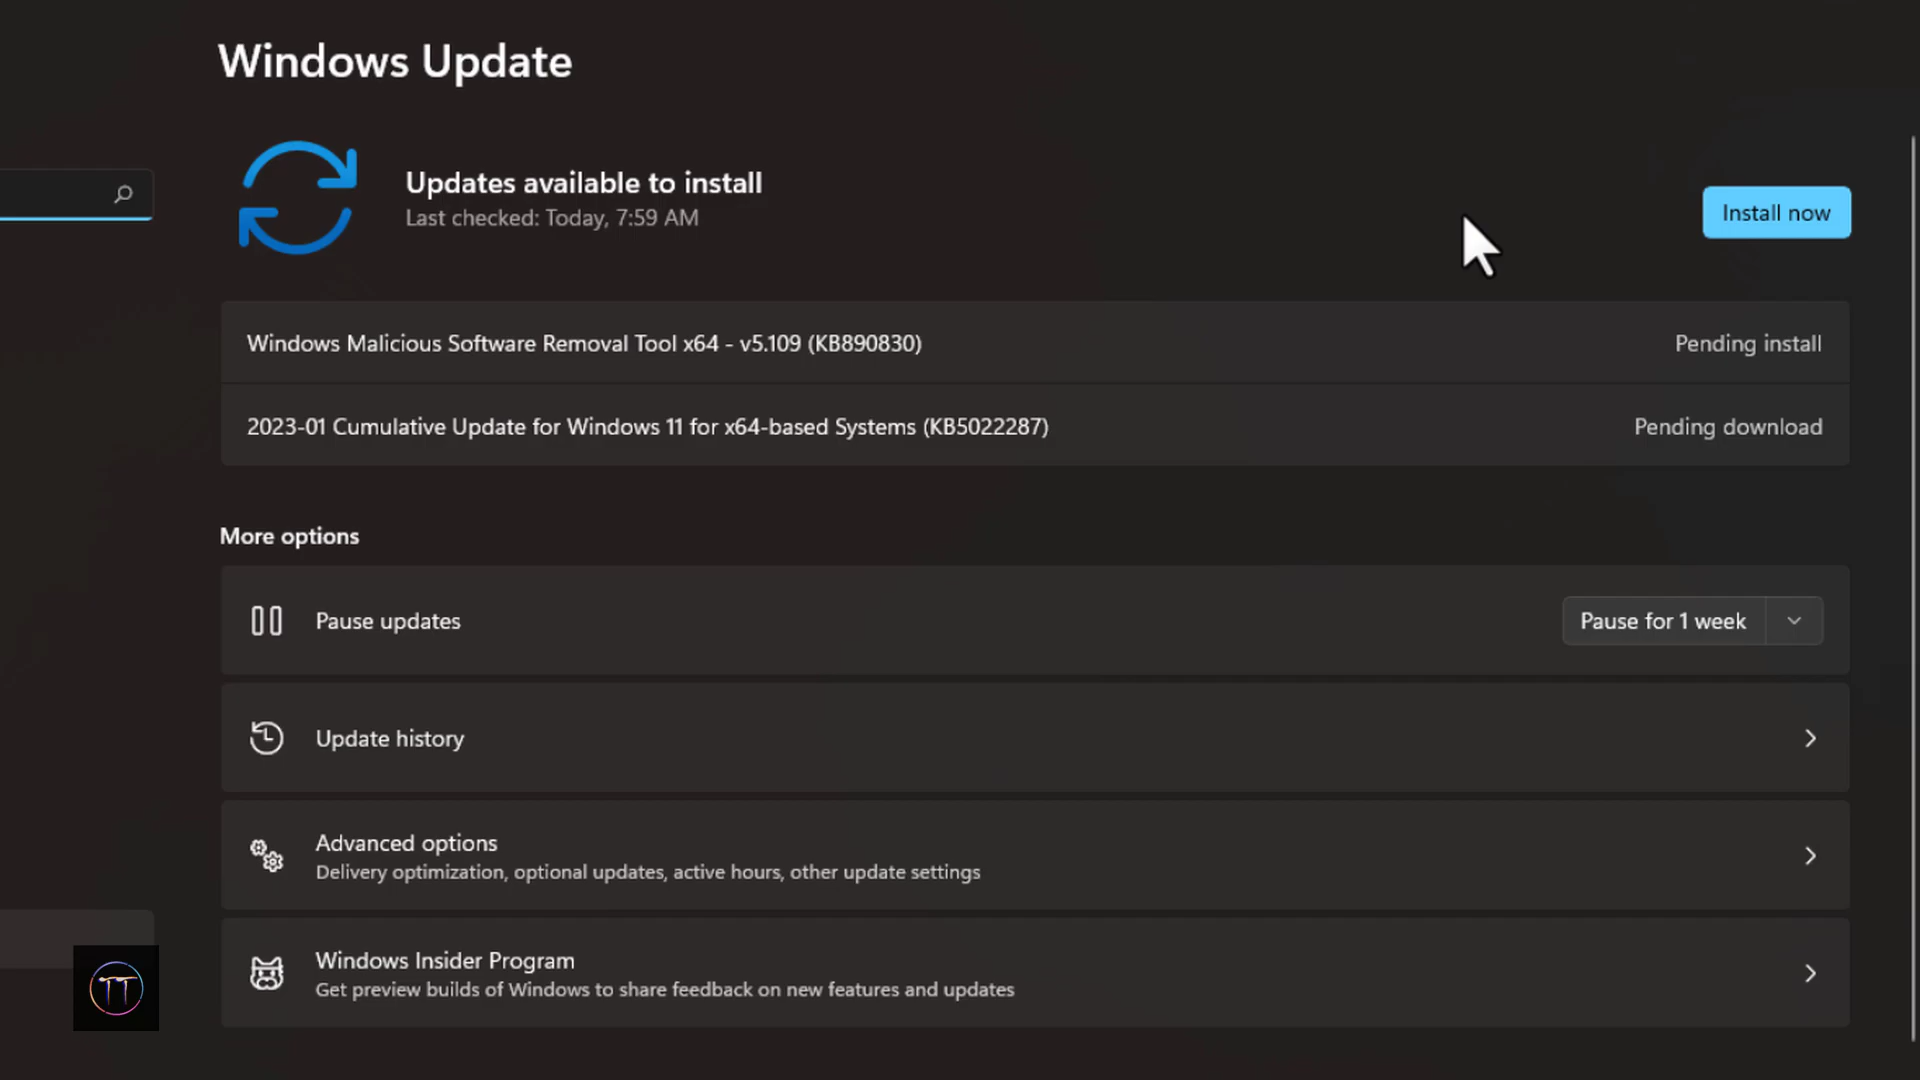 Windows Update
Updates available to install
Last checked: Today, 7:59 AM
Install now
Windows Malicious Software Removal Tool x64 - v5.109 (KB890830)
Pending install
2023-01 Cumulative Update for Windows 11 for x64-based Systems (KB5022287)
Pending download
More options
Pause updates
Pause for 1 week
Update history
Advanced options
Delivery optimization, optional updates, active hours, other update settings
Windows Insider Program
Get preview builds of Windows to share feedback on new features and updates
TT